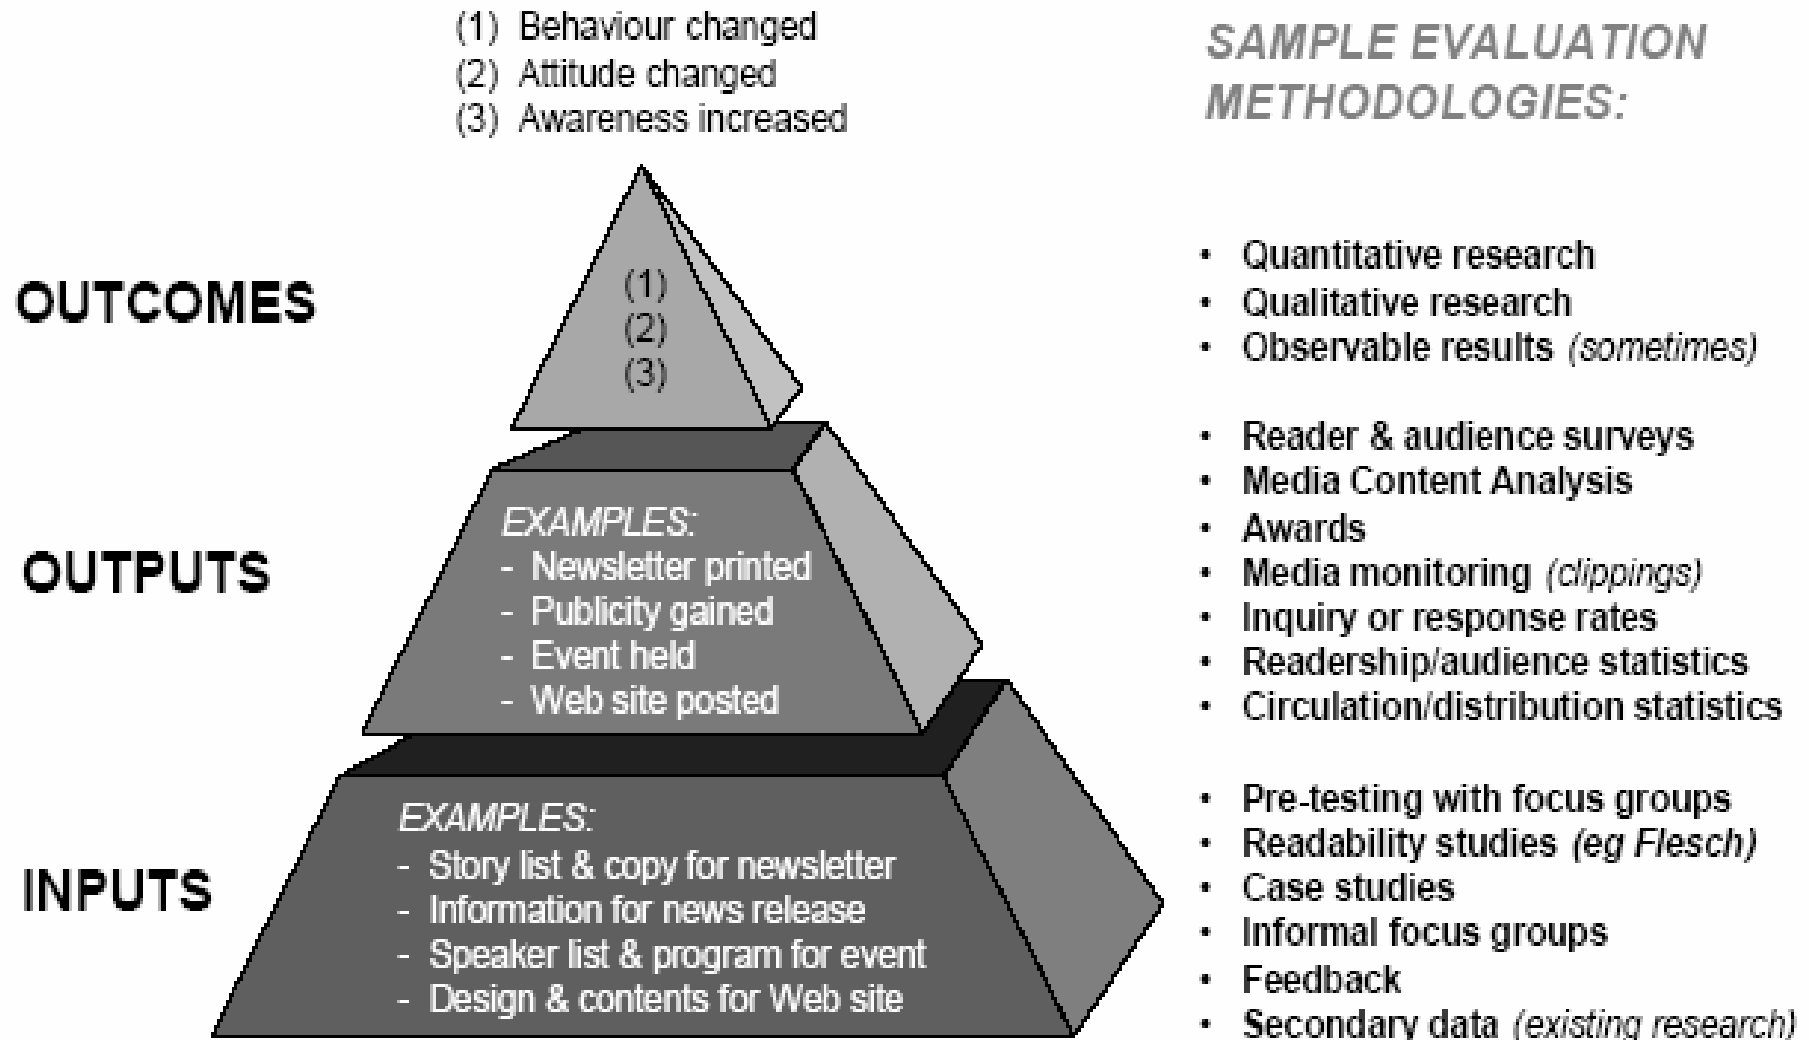 (1) Behaviour changed
(2) Attitude changed
(3) Awareness increased
SAMPLE EVALUATION
METHODOLOGIES:
OUTCOMES
(1)
(2)
(3)
• Quantitative research
• Qualitative research
• Observable results (sometimes)
OUTPUTS
EXAMPLES:
- Newsletter printed
- Publicity gained
- Event held
- Web site posted
• Reader & audience surveys
• Media Content Analysis
• Awards
• Media monitoring (clippings)
• Inquiry or response rates
• Readership/audience statistics
• Circulation/distribution statistics
INPUTS
EXAMPLES:
- Story list & copy for newsletter
- Information for news release
- Speaker list & program for event
- Design & contents for Web site
• Pre-testing with focus groups
• Readability studies (eg Flesch)
• Case studies
• Informal focus groups
• Feedback
• Secondary data (existing research)